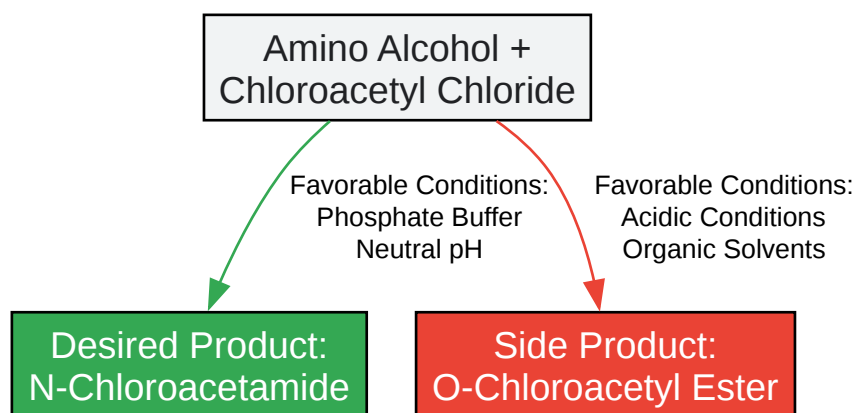 Amino Alcohol +
Chloroacetyl Chloride
Favorable Conditions:
Phosphate Buffer
Neutral pH
Favorable Conditions:
Acidic Conditions
Organic Solvents
Desired Product:
N-Chloroacetamide
Side Product:
O-Chloroacetyl Ester